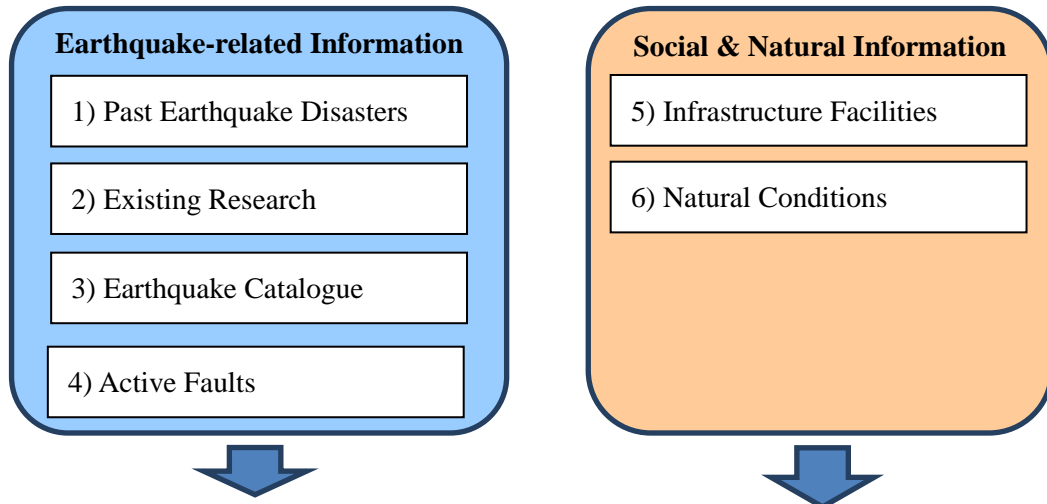 Earthquake-related Information
1) Past Earthquake Disasters
2) Existing Research
3) Earthquake Catalogue
4) Active Faults
Social & Natural Information
5) Infrastructure Facilities
6) Natural Conditions